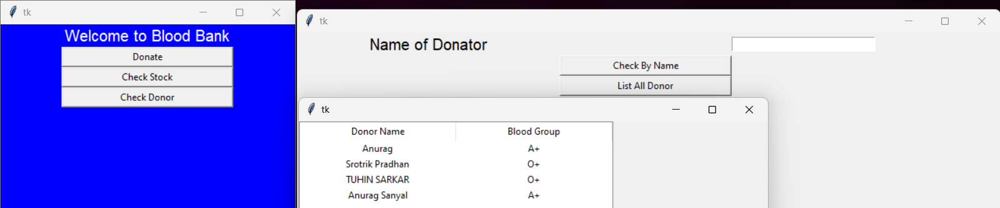 tk
Welcome to Blood Bank
Donate
Check Stock
Check Donor
tk
Name of Donator
Check By Name
List All Donor
tk
Donor Name Blood Group
Anurag A+
Srotrik Pradhan O+
TUHIN SARKAR O+
Anurag Sanyal A+